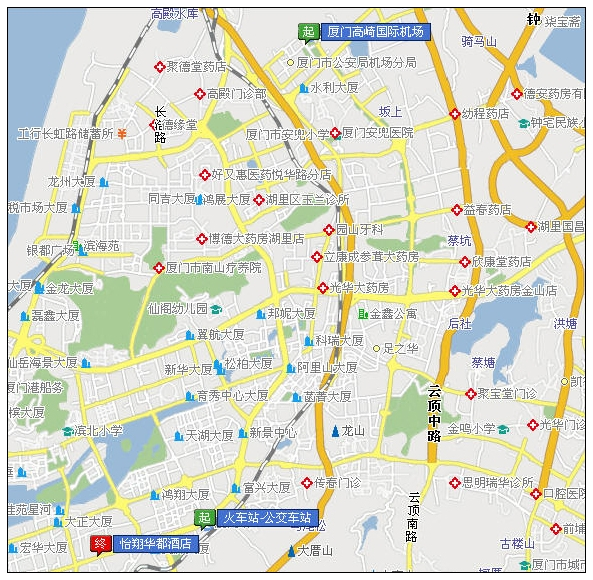 高殿水库
钟
柒宝斋
起
厦门高崎国际机场
骑马山
厦门市公安局机场分局
聚德堂药店
水利大厦
高殿门诊部
德安药房有
坂上
幼程药店
长
德缘堂
路
工行长虹路储蓄所
厦门市安兜小学
厦门安兜医院
钟宅民族小
好又惠医药悦华路分店
龙州大厦
同吉大厦
鸿展大厦
湖里区玉兰诊所
税市场大厦
益春药店
园山牙科
湖里国昌
博德大药房湖里店
滨海苑
银都广场
蔡坑
立康成参茸大药房
欣康堂药店
厦门市南山疗养院
大厦
金龙大厦
光华大药房
光华大药房金山店
仙阁幼儿园
磊鑫大厦
邦妮大厦
金鑫公寓
后社
洪塘
翼航大厦
科瑞大厦
足之华
仙岳海景大厦
新华大厦
松柏大厦
阿里山大厦
蔡塘
厦门港船务
云顶中路
育秀中心大厦
菡菁大厦
聚宝堂门诊
槟大厦
滨北小学
天湖大厦
新景中心
龙山
金鸡小学
光华门诊
传春门诊
思明瑞华诊所
富兴大厦
鸿翔大厦
口腔医院
云顶南路
佳苑星河
大正大厦
起
火车站-公交车站
前埔
终
怡翔华都酒店
宏华大厦
大厝山
古楼山
厦门市城